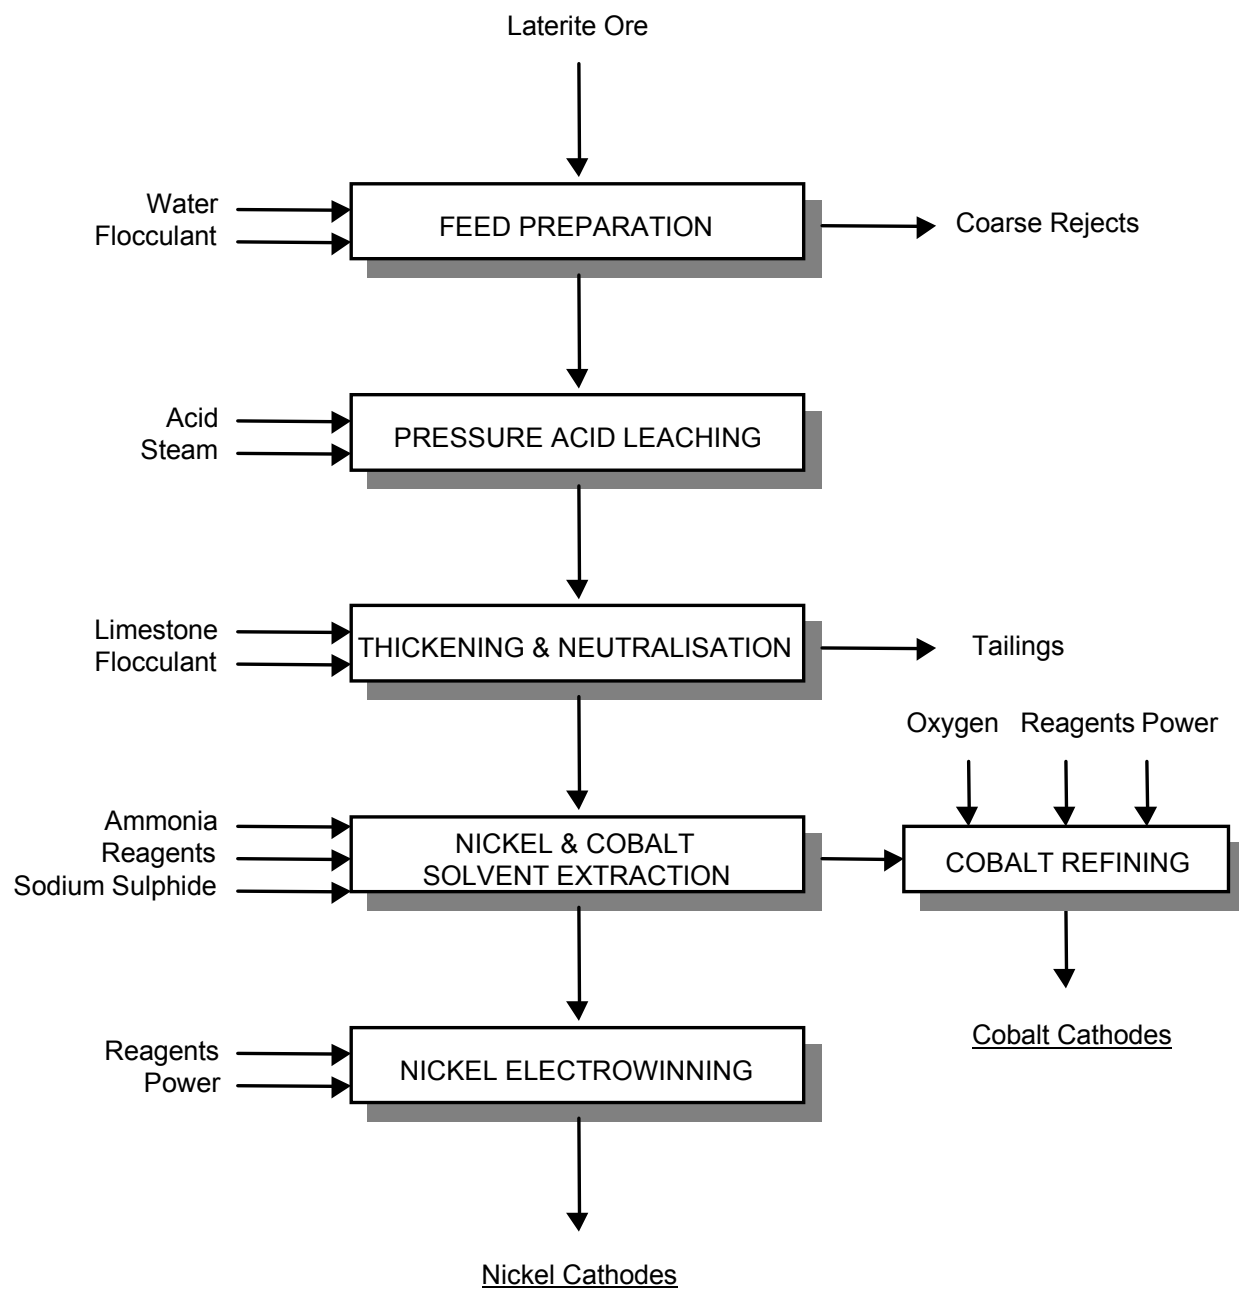 Laterite Ore
Water
Flocculant
FEED PREPARATION
Coarse Rejects
Acid
Steam
PRESSURE ACID LEACHING
Limestone
Flocculant
THICKENING & NEUTRALISATION
Tailings
Oxygen
Reagents
Power
Ammonia
Reagents
Sodium Sulphide
NICKEL & COBALT
SOLVENT EXTRACTION
COBALT REFINING
Cobalt Cathodes
Reagents
Power
NICKEL ELECTROWINNING
Nickel Cathodes